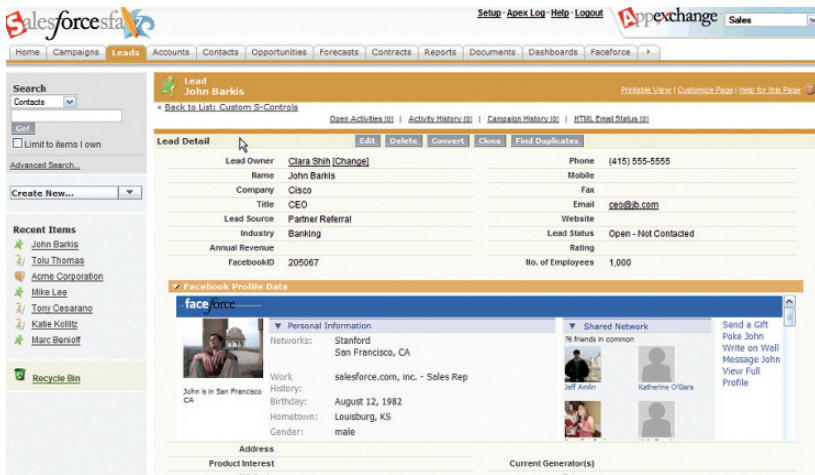 Salesforcesfa
Setup · Apex Log · Help · Logout
Appexchange
Sales
Home Campaigns Leads Accounts Contacts Opportunities Forecasts Contracts Reports Documents Dashboards Faceforce
Search
Contacts
Go!
Limit to items I own
Advanced Search...
Create New...
Recent Items
John Barkis
Tolu Thomas
Acme Corporation
Mike Lee
Tony Cesarano
Katie Kollitz
Marc Benioff
Recycle Bin
Lead
John Barkis
Printable View | Customize Page | Help for this Page ?
« Back to List: Custom S-Controls
Open Activities [0] | Activity History [0] | Campaign History [0] | HTML Email Status [0]
Lead Detail Edit Delete Convert Clone Find Duplicates
Lead Owner Clara Shih [Change] Phone (415) 555-5555
Name John Barkis Mobile
Company Cisco Fax
Title CEO Email ceo@jb.com
Lead Source Partner Referral Website
Industry Banking Lead Status Open - Not Contacted
Annual Revenue Rating
FacebookID 205067 No. of Employees 1,000
Facebook Profile Data
faceforce
John is in San Francisco
CA
Personal Information
Networks: Stanford
San Francisco, CA
Work salesforce.com, inc. - Sales Rep
History:
Birthday: August 12, 1982
Hometown: Louisburg, KS
Gender: male
Shared Network
76 friends in common
Jeff Amlin Katherine O'Gara
Send a Gift
Poke John
Write on Wall
Message John
View Full
Profile
Address
Product Interest Current Generator(s)